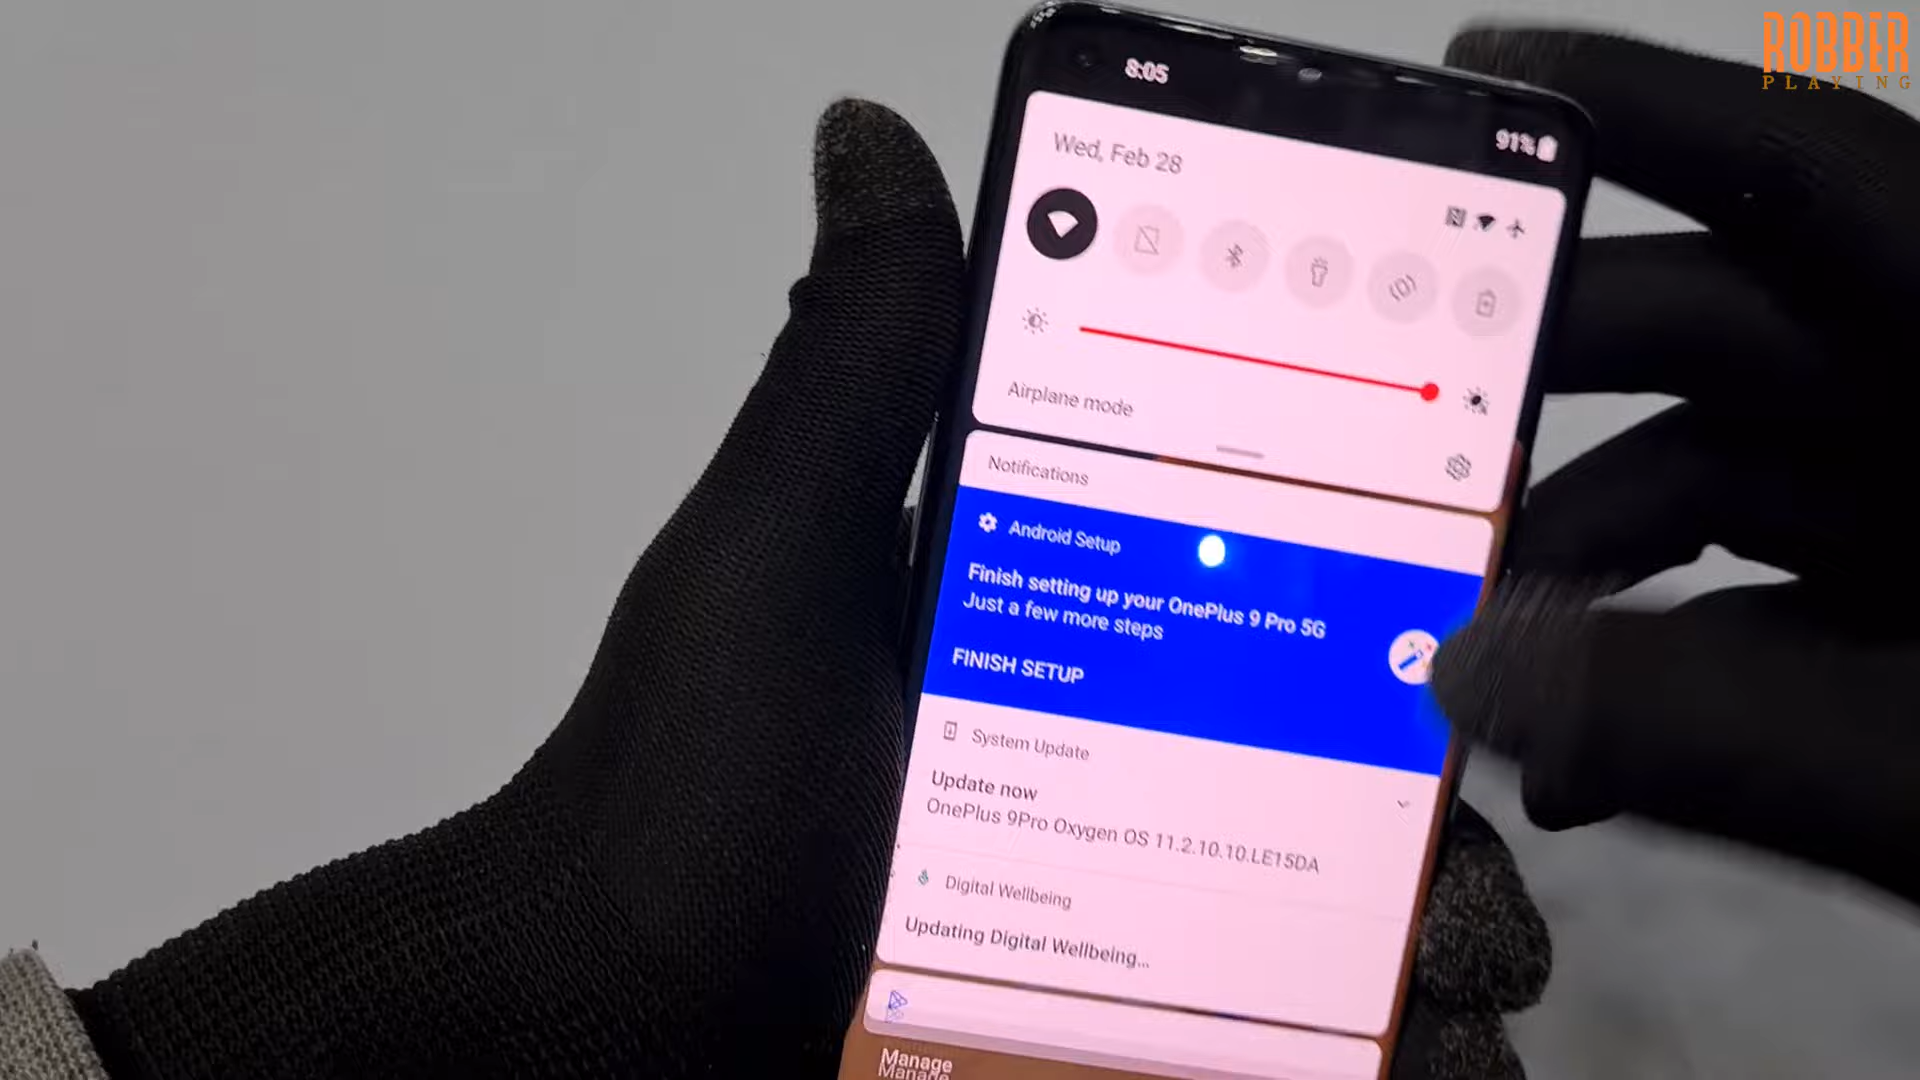 ROBBER
PLAYING
8:05
91%
Wed, Feb 28
Airplane mode
Notifications
Android Setup
Finish setting up your OnePlus 9 Pro 5G
Just a few more steps
FINISH SETUP
System Update
Update now
OnePlus 9Pro Oxygen OS 11.2.10.10.LE15DA
Digital Wellbeing
Updating Digital Wellbeing...
Manage